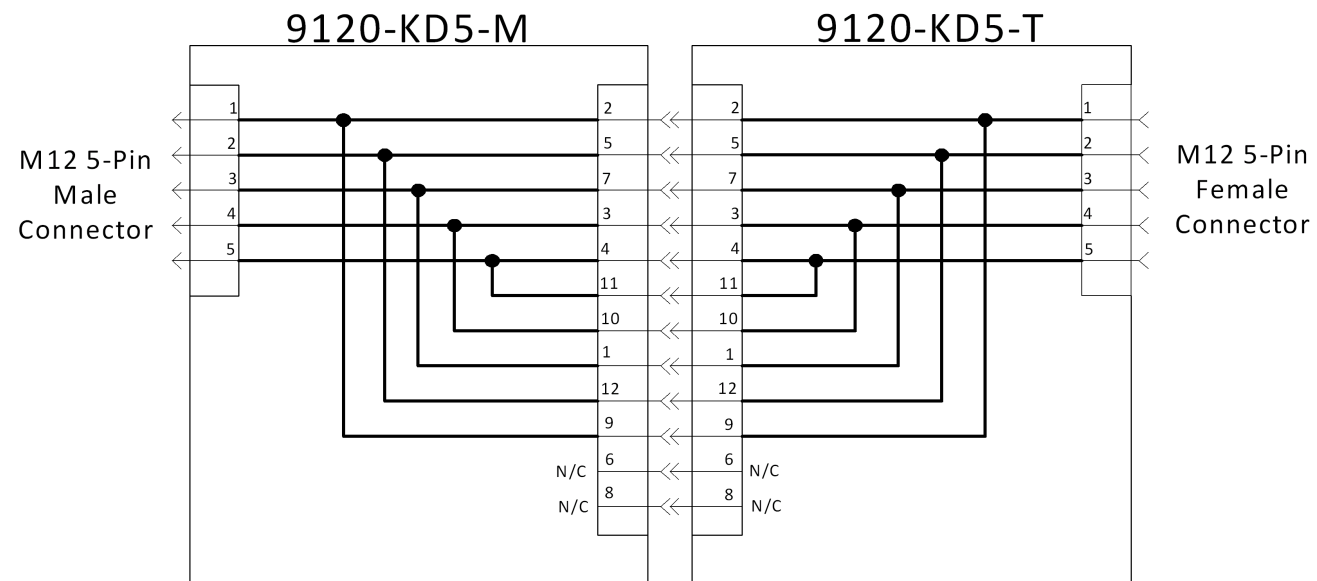 9120-KD5-M 9120-KD5-T
1 2 2 1
2 5 5 2
3 7 7 3
4 3 3 4
5 4 4 5
11 11
10 10
1 1
12 12
9 9
N/C 6 6 N/C
N/C 8 8 N/C
M12 5-Pin
Male
Connector
M12 5-Pin
Female
Connector